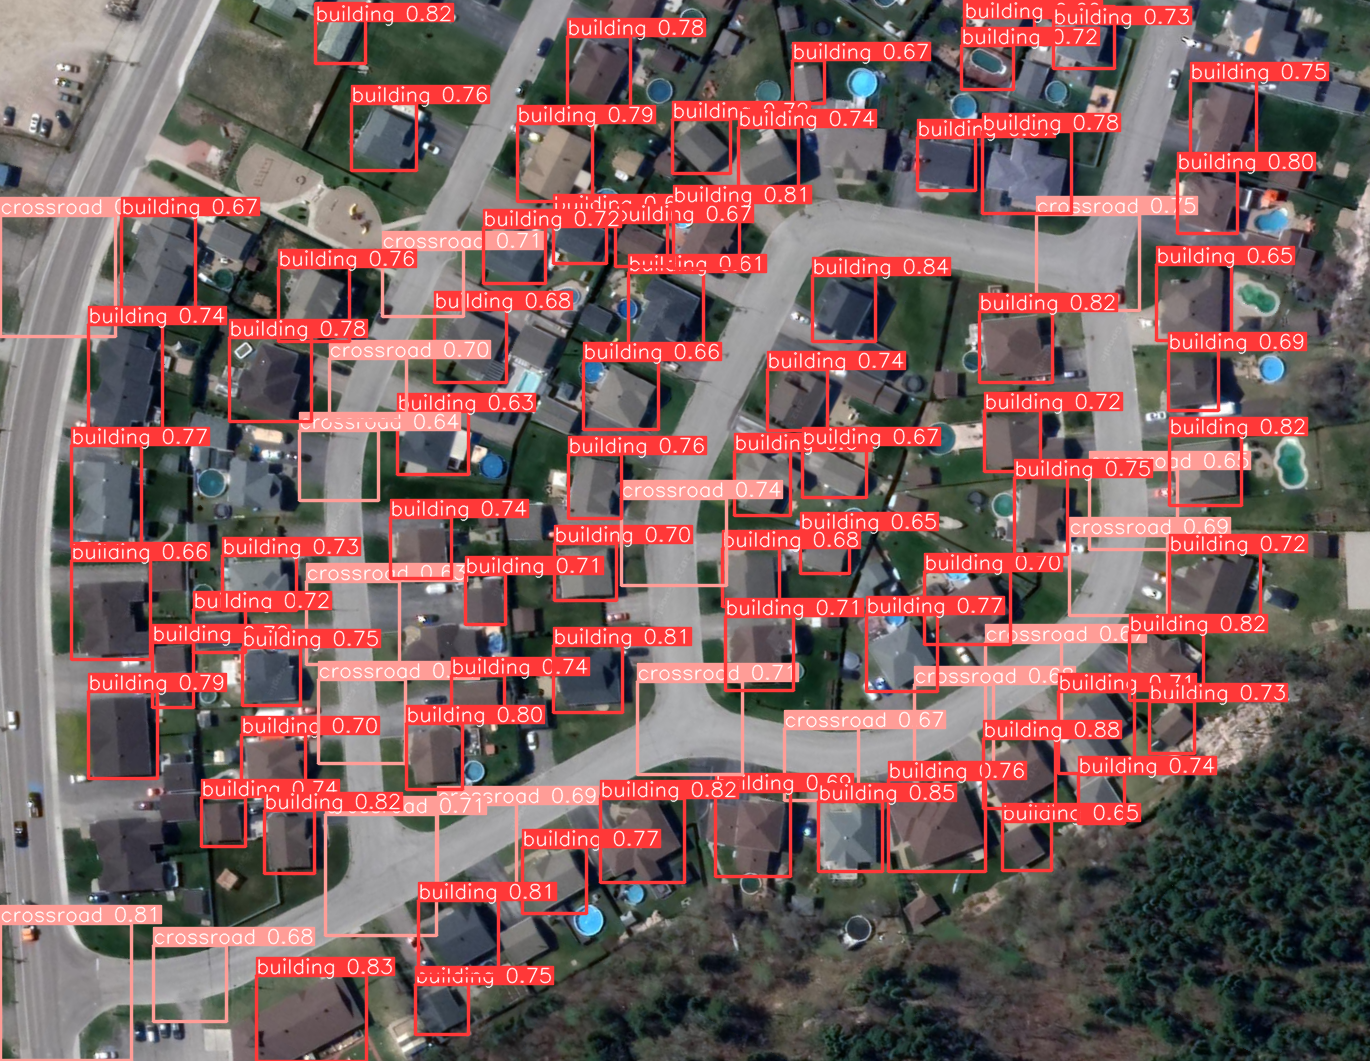 building 0.82
building 0.73
building 0.78
building 0.72
building 0.67
building 0.75
building 0.76
building 0.79
building 0.74
building 0.78
building 0.80
building 0.81
crossroad 0.75
building 0.67
building 0.72
building 0.67
crossroad 0.71
building 0.76
building 0.61
building 0.84
building 0.65
building 0.68
building 0.82
building 0.74
building 0.78
crossroad 0.70
building 0.66
building 0.74
building 0.69
building 0.63
building 0.72
crossroad 0.64
building 0.77
building 0.76
building 0.67
building 0.82
building 0.75
crossroad 0.74
building 0.74
building 0.65
crossroad 0.69
building 0.70
building 0.68
building 0.72
building 0.66
building 0.73
building 0.71
building 0.70
building 0.72
building 0.71
building 0.77
building 0.82
building 0.75
building 0.81
building 0.74
crossroad 0.71
building 0.79
building 0.73
building 0.70
building 0.80
crossroad 0.67
building 0.88
building 0.74
building 0.76
building 0.82
building 0.85
building 0.82
building 0.65
building 0.77
building 0.81
crossroad 0.81
crossroad 0.68
building 0.83
building 0.75